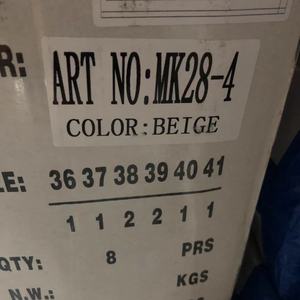 R: ART NO:MK28-4
COLOR:BEIGE
LE: 36 37 38 39 40 41
1 1 2 2 1 1
QTY: 8 PRS
N.W.: KGS